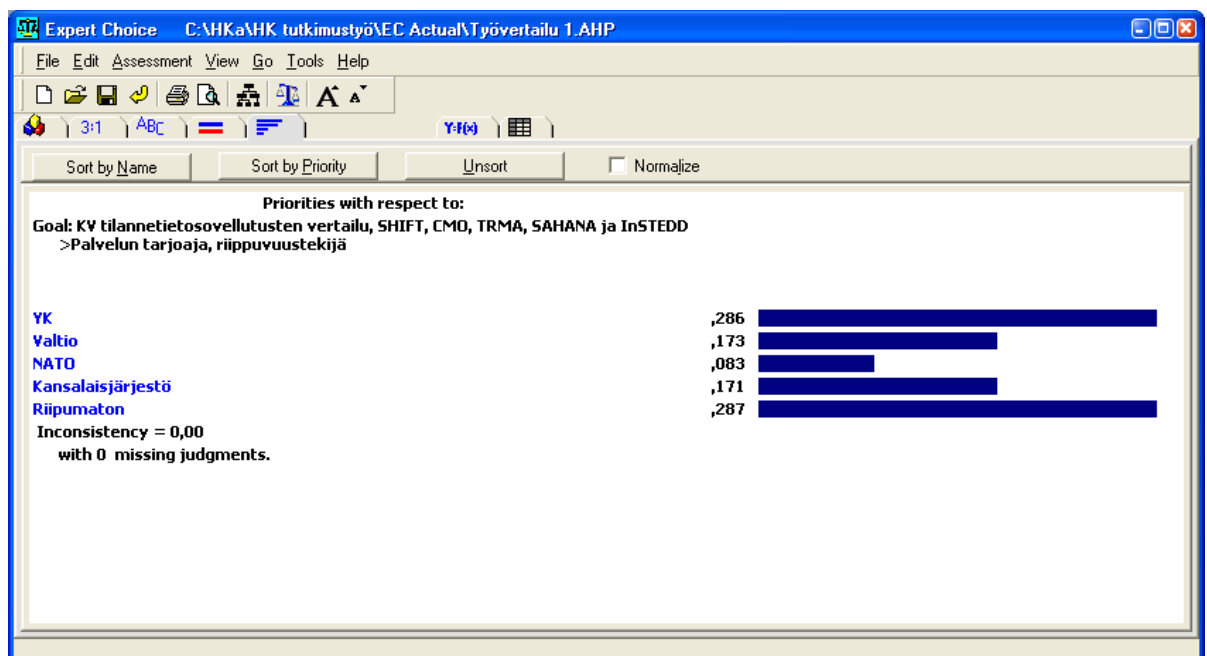 Expert Choice C:\HKa\HK tutkimustyö\EC Actual\Työvertailu 1.AHP
File Edit Assessment View Go Tools Help
A A
3:1 ABC Y=F(x)
Sort by Name Sort by Priority Unsort Normalize
Priorities with respect to:
Goal: KV tilannetietosovellutusten vertailu, SHIFT, CMO, TRMA, SAHANA ja InSTEDD
>Palvelun tarjoaja, riippuvuustekijä
YK ,286
Valtio ,173
NATO ,083
Kansalaisjärjestö ,171
Riipumaton ,287
Inconsistency = 0,00
with 0 missing judgments.